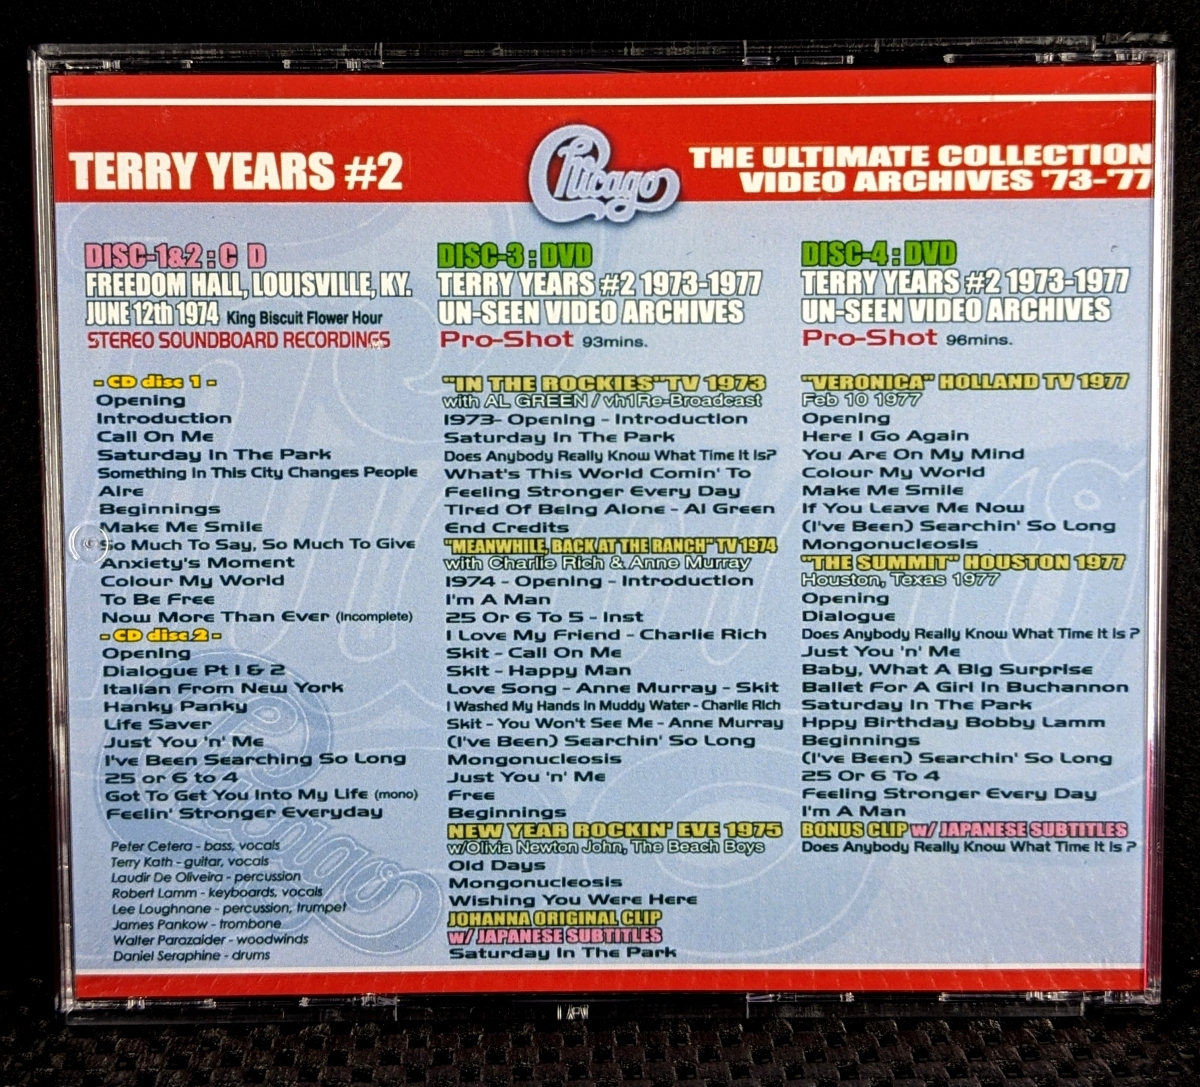 TERRY YEARS #2
Chicago
THE ULTIMATE COLLECTION
VIDEO ARCHIVES '73-'77
DISC-1&2 : C D
FREEDOM HALL, LOUISVILLE, KY.
JUNE 12th 1974 King Biscuit Flower Hour
STEREO SOUNDBOARD RECORDINGS
- CD disc 1 -
Opening
Introduction
Call On Me
Saturday In The Park
Something In This City Changes People
Aire
Beginnings
Make Me Smile
So Much To Say, So Much To Give
Anxiety's Moment
Colour My World
To Be Free
Now More Than Ever (incomplete)
- CD disc 2 -
Opening
Dialogue Pt I & 2
Italian From New York
Hanky Panky
Life Saver
Just You 'n' Me
I've Been Searching So Long
25 or 6 to 4
Got To Get You Into My Life (mono)
Feelin' Stronger Everyday
Peter Cetera - bass, vocals
Terry Kath - guitar, vocals
Laudir De Oliveira - percussion
Robert Lamm - keyboards, vocals
Lee Loughnane - percussion, trumpet
James Pankow - trombone
Walter Parazaider - woodwinds
Daniel Seraphine - drums
DISC-3 : DVD
TERRY YEARS #2 1973-1977
UN-SEEN VIDEO ARCHIVES
Pro-Shot 93mins.
"IN THE ROCKIES" TV 1973
with AL GREEN / vh1 Re-Broadcast
1973- Opening - Introduction
Saturday In The Park
Does Anybody Really Know What Time It Is?
What's This World Comin' To
Feeling Stronger Every Day
Tired Of Being Alone - Al Green
End Credits
"MEANWHILE, BACK AT THE RANCH" TV 1974
with Charlie Rich & Anne Murray
1974 - Opening - Introduction
I'm A Man
25 Or 6 To 5 - Inst
I Love My Friend - Charlie Rich
Skit - Call On Me
Skit - Happy Man
Love Song - Anne Murray - Skit
I Washed My Hands In Muddy Water - Charlie Rich
Skit - You Won't See Me - Anne Murray
(I've Been) Searchin' So Long
Mongonucleosis
Just You 'n' Me
Free
Beginnings
NEW YEAR ROCKIN' EVE 1975
w/Olivia Newton John, The Beach Boys
Old Days
Mongonucleosis
Wishing You Were Here
JOHANNA ORIGINAL CLIP
w/ JAPANESE SUBTITLES
Saturday In The Park
DISC-4 : DVD
TERRY YEARS #2 1973-1977
UN-SEEN VIDEO ARCHIVES
Pro-Shot 96mins.
"VERONICA" HOLLAND TV 1977
Feb 10 1977
Opening
Here I Go Again
You Are On My Mind
Colour My World
Make Me Smile
If You Leave Me Now
(I've Been) Searchin' So Long
Mongonucleosis
"THE SUMMIT" HOUSTON 1977
Houston, Texas 1977
Opening
Dialogue
Does Anybody Really Know What Time It Is ?
Just You 'n' Me
Baby, What A Big Surprise
Ballet For A Girl In Buchannon
Saturday In The Park
Hppy Birthday Bobby Lamm
Beginnings
(I've Been) Searchin' So Long
25 Or 6 To 4
Feeling Stronger Every Day
I'm A Man
BONUS CLIP w/ JAPANESE SUBTITLES
Does Anybody Really Know What Time It Is ?